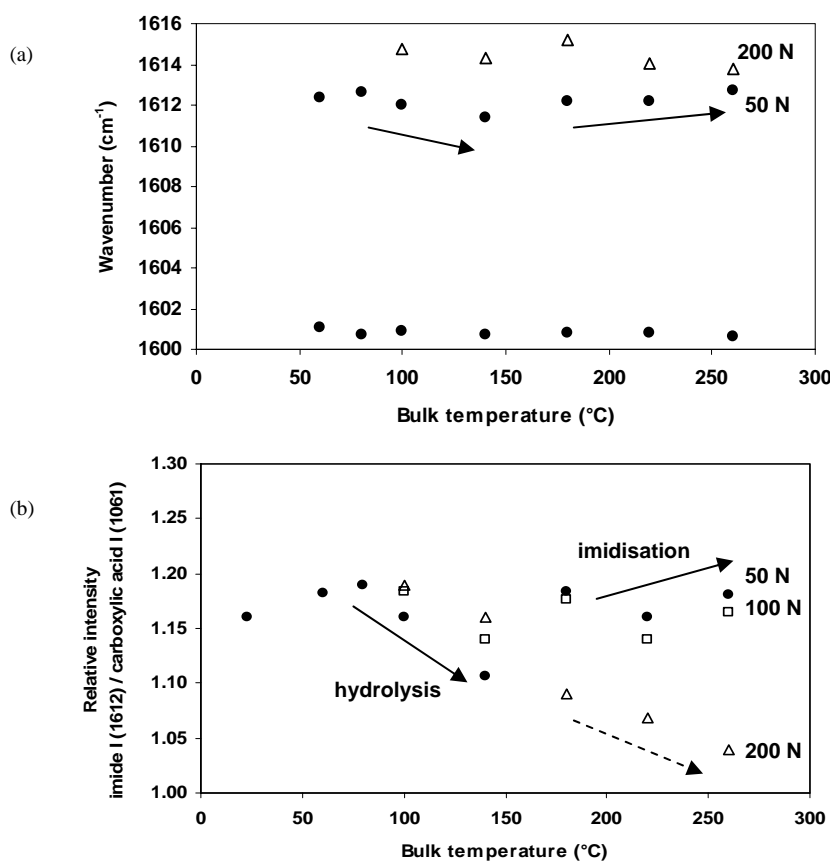 (a)
Wavenumber (cm-1)
1616
1614
1612
1610
1608
1606
1604
1602
1600
200 N
50 N
0
50
100
150
200
250
300
Bulk temperature (°C)
(b)
Relative intensity
imide I (1612) / carboxylic acid I (1061)
1.30
1.25
1.20
1.15
1.10
1.05
1.00
imidisation
50 N
100 N
hydrolysis
200 N
0
50
100
150
200
250
300
Bulk temperature (°C)